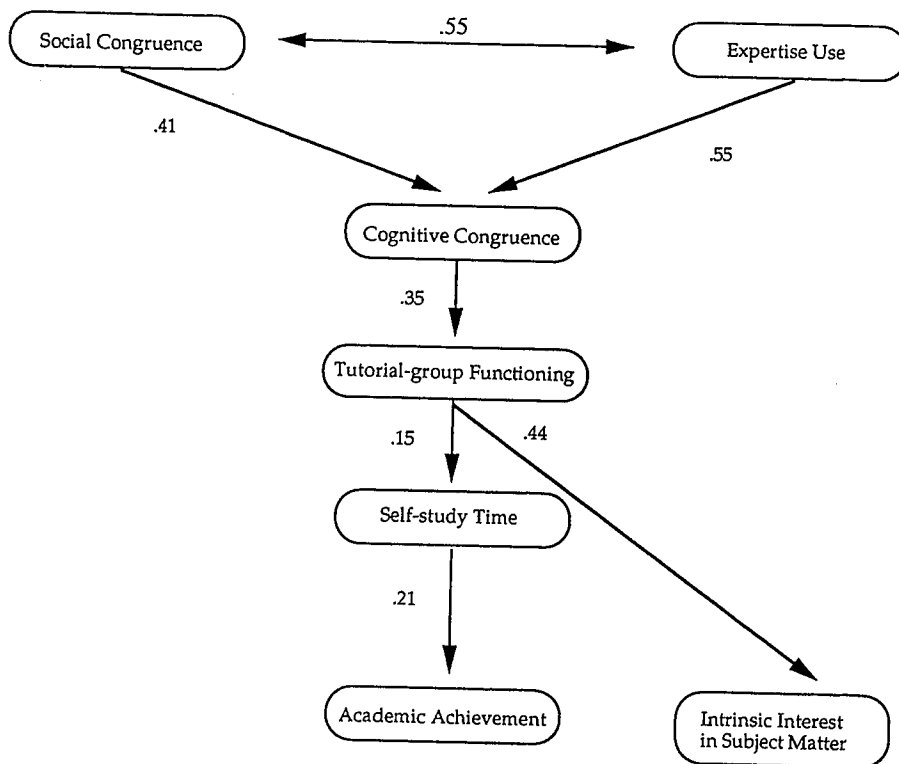 .55
Social Congruence
Expertise Use
.41
.55
Cognitive Congruence
.35
Tutorial-group Functioning
.15
.44
Self-study Time
.21
Academic Achievement
Intrinsic Interest
in Subject Matter